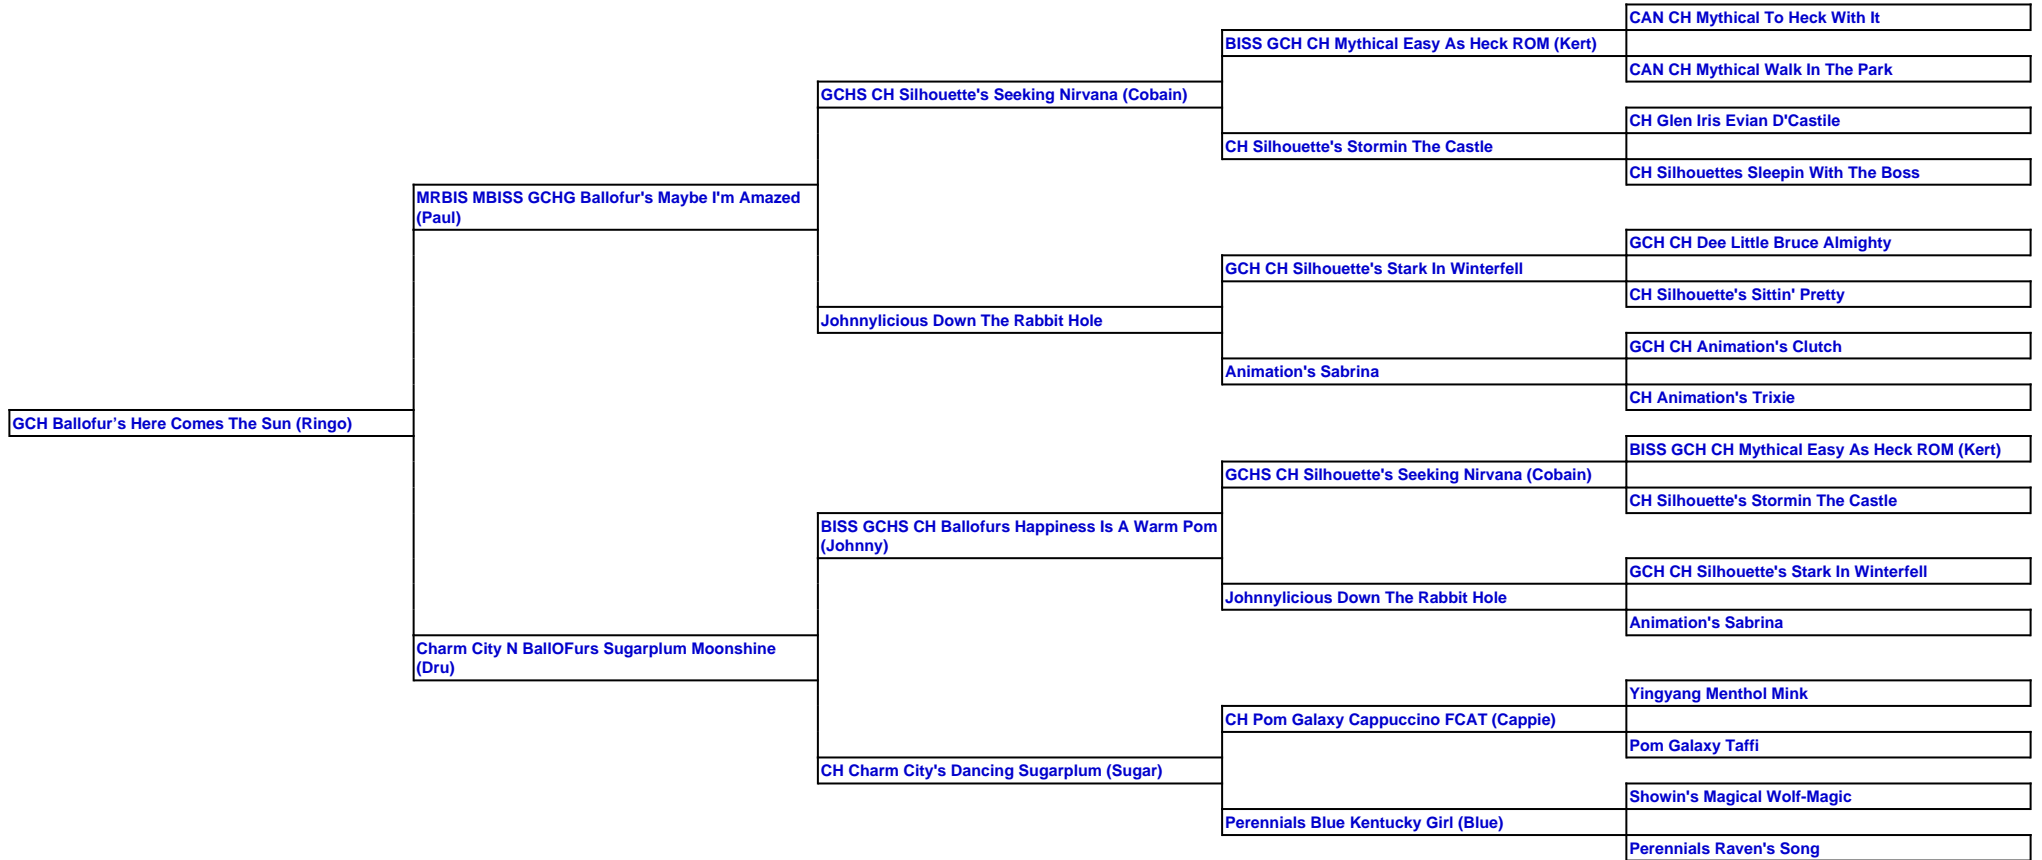 CAN CH Mythical To Heck With It
BISS GCH CH Mythical Easy As Heck ROM (Kert)
CAN CH Mythical Walk In The Park
GCHS CH Silhouette's Seeking Nirvana (Cobain)
CH Glen Iris Evian D'Castile
CH Silhouette's Stormin The Castle
CH Silhouettes Sleepin With The Boss
MRBIS MBISS GCHG Ballofur's Maybe I'm Amazed
(Paul)
GCH CH Dee Little Bruce Almighty
GCH CH Silhouette's Stark In Winterfell
CH Silhouette's Sittin' Pretty
Johnnylicious Down The Rabbit Hole
GCH CH Animation's Clutch
Animation's Sabrina
CH Animation's Trixie
GCH Ballofur’s Here Comes The Sun (Ringo)
BISS GCH CH Mythical Easy As Heck ROM (Kert)
GCHS CH Silhouette's Seeking Nirvana (Cobain)
CH Silhouette's Stormin The Castle
BISS GCHS CH Ballofurs Happiness Is A Warm Pom
(Johnny)
GCH CH Silhouette's Stark In Winterfell
Johnnylicious Down The Rabbit Hole
Animation's Sabrina
Charm City N BallOFurs Sugarplum Moonshine
(Dru)
Yingyang Menthol Mink
CH Pom Galaxy Cappuccino FCAT (Cappie)
Pom Galaxy Taffi
CH Charm City's Dancing Sugarplum (Sugar)
Showin's Magical Wolf-Magic
Perennials Blue Kentucky Girl (Blue)
Perennials Raven's Song